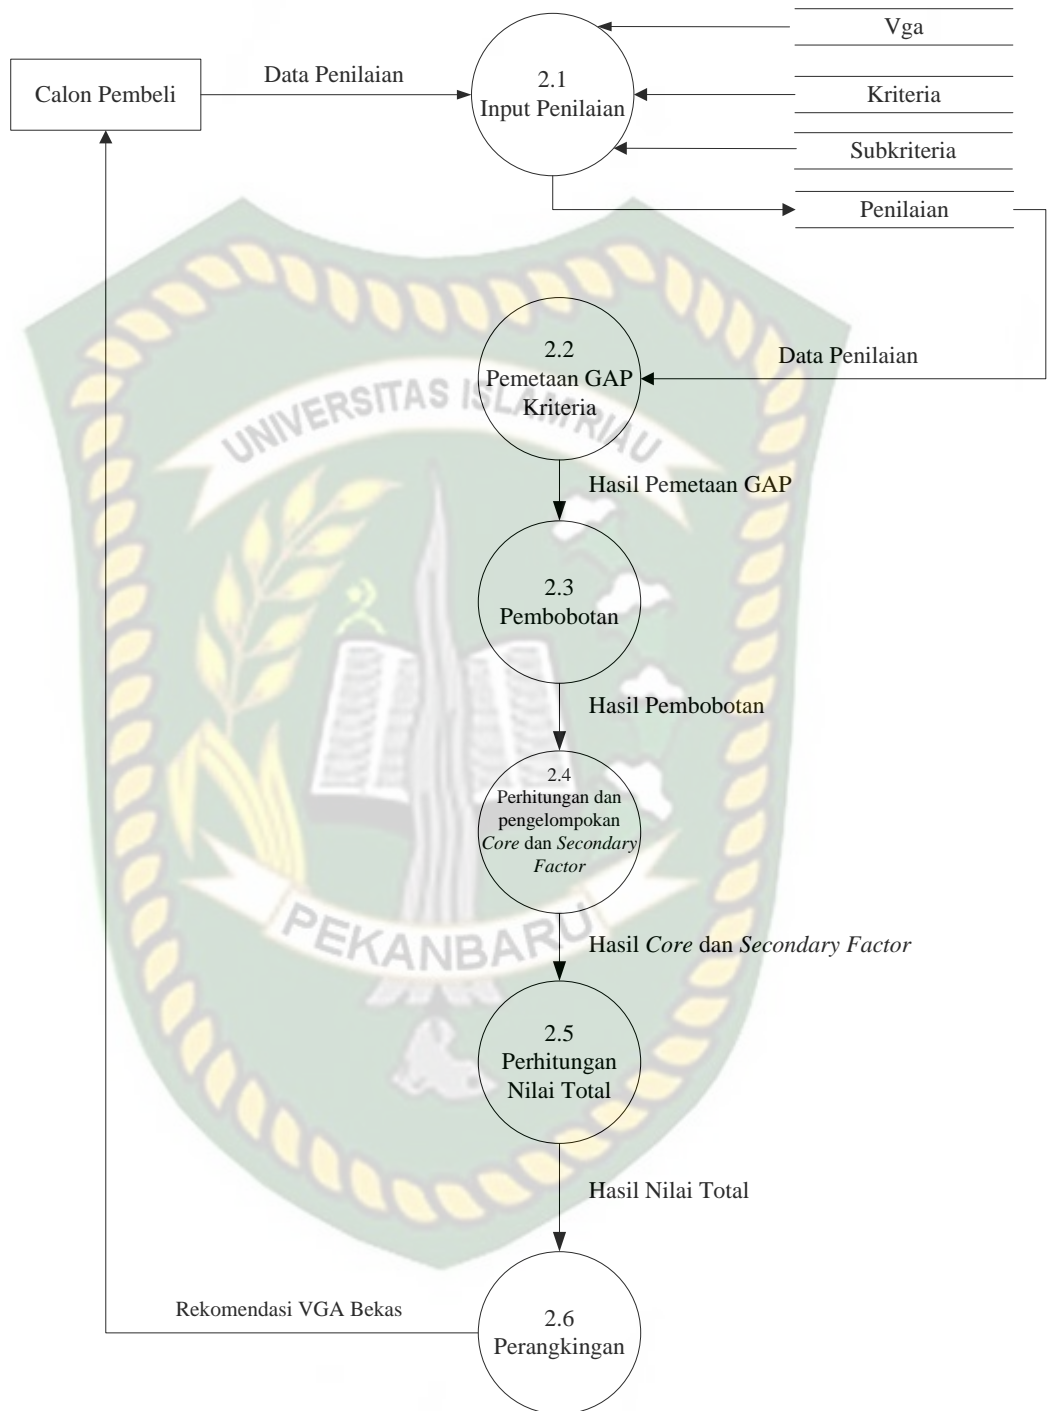 Vga
Data Penilaian
2.1
Input Penilaian
Calon Pembeli
Kriteria
Subkriteria
Penilaian
2.2
Pemetaan GAP
Kriteria
Data Penilaian
UNIVERSITAS ISLAM RIAU
Hasil Pemetaan GAP
2.3
Pembobotan
Hasil Pembobotan
2.4
Perhitungan dan
pengelompokan
Core dan Secondary
Factor
PEKANBARU
Hasil Core dan Secondary Factor
2.5
Perhitungan
Nilai Total
Hasil Nilai Total
Rekomendasi VGA Bekas
2.6
Perangkingan